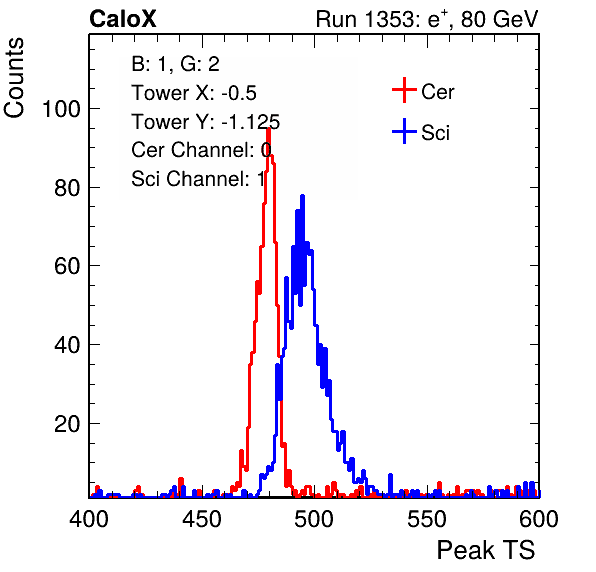 CaloX
Run 1353: e⁺, 80 GeV
Counts
B: 1, G: 2
Tower X: -0.5
Tower Y: -1.125
Cer Channel: 0
Sci Channel: 1
Cer
Sci
100
80
60
40
20
400
450
500
550
600
Peak TS